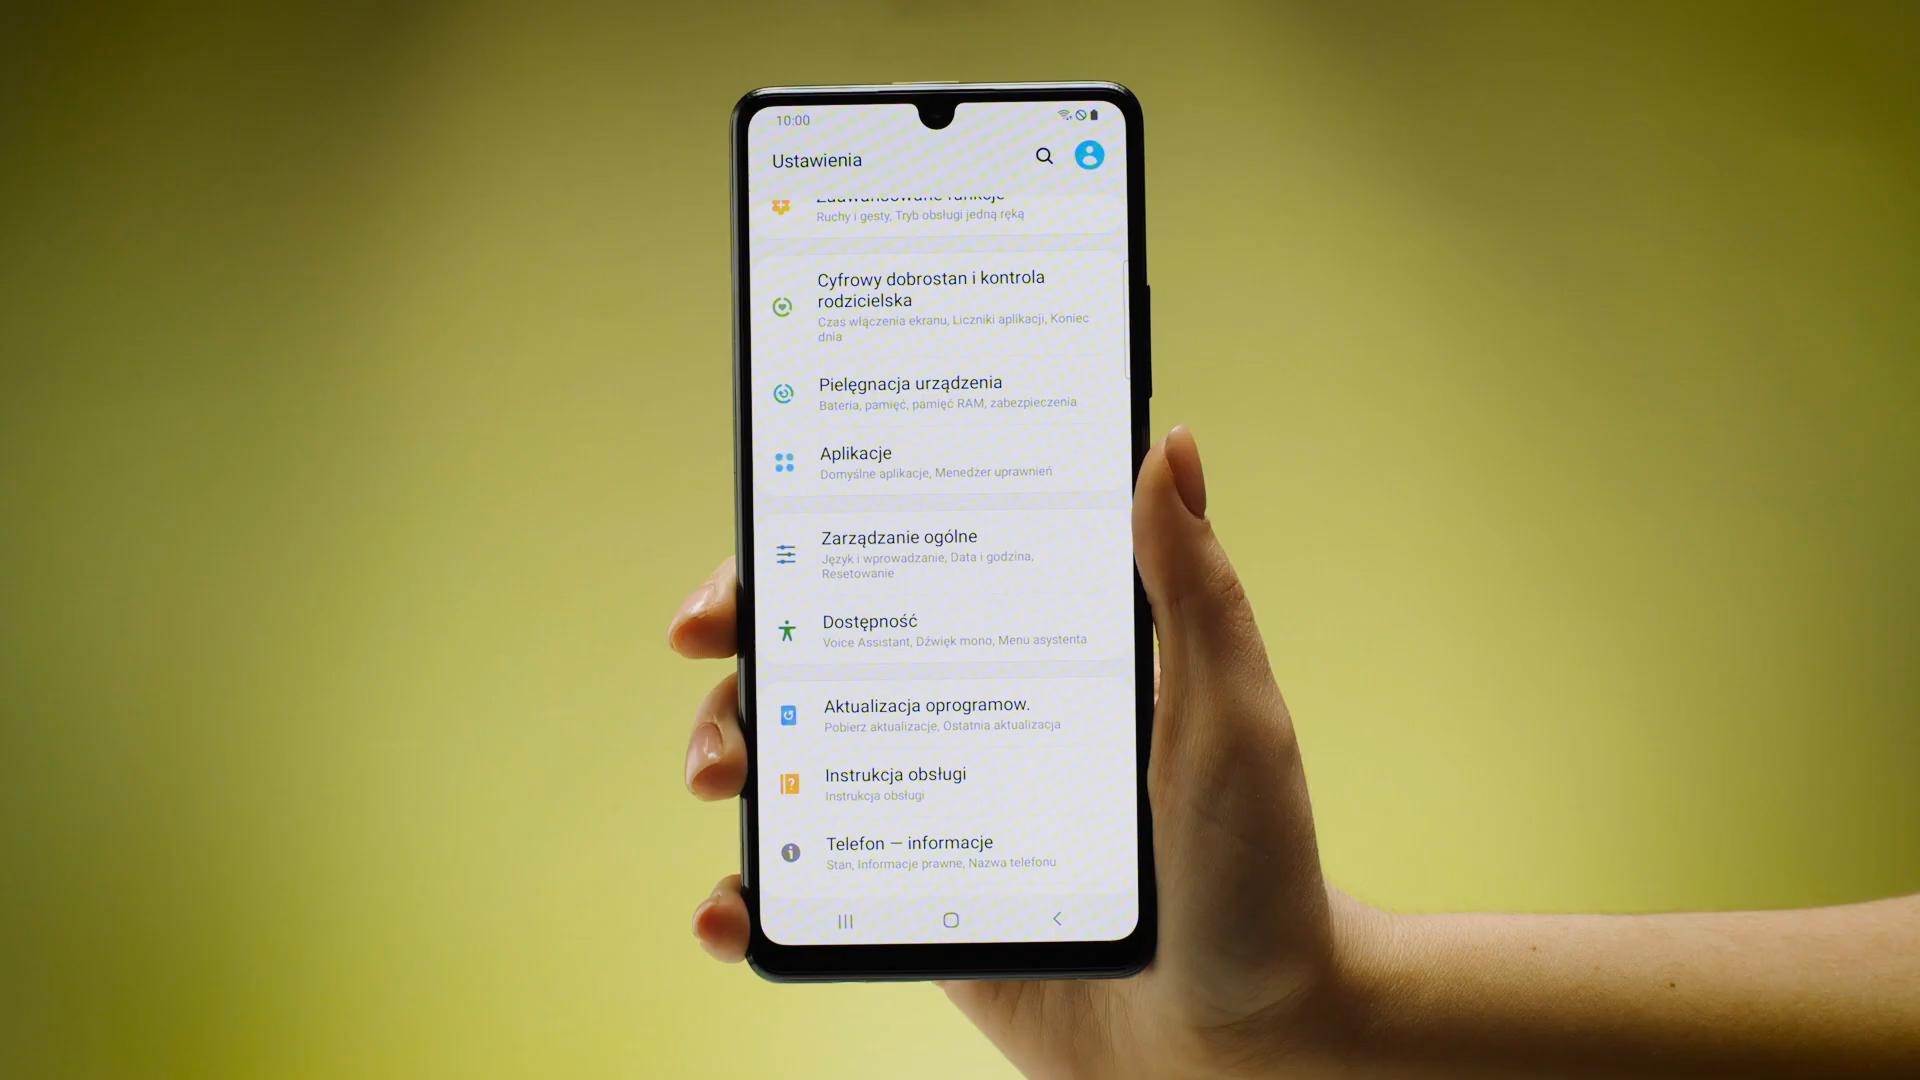 10:00
Ustawienia
Zaawansowane funkcje
Ruchy i gesty, Tryb obsługi jedną ręką
Cyfrowy dobrostan i kontrola
rodzicielska
Czas włączenia ekranu, Liczniki aplikacji, Koniec
dnia
Pielęgnacja urządzenia
Bateria, pamięć, pamięć RAM, zabezpieczenia
Aplikacje
Domyślne aplikacje, Menedżer uprawnień
Zarządzanie ogólne
Język i wprowadzanie, Data i godzina,
Resetowanie
Dostępność
Voice Assistant, Dźwięk mono, Menu asystenta
Aktualizacja oprogramow.
Pobierz aktualizacje, Ostatnia aktualizacja
Instrukcja obsługi
Instrukcja obsługi
Telefon — informacje
Stan, Informacje prawne, Nazwa telefonu